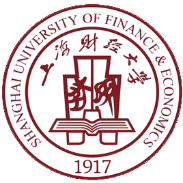 SHANGHAI UNIVERSITY OF FINANCE & ECONOMICS
上海财经大学
1917